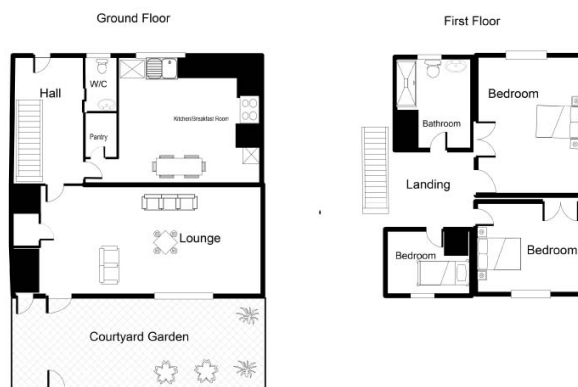 Ground Floor
Hall
W/C
Pantry
Kitchen/Breakfast Room
Lounge
Courtyard Garden
First Floor
Bedroom
Bathroom
Landing
Bedroom
Bedroom